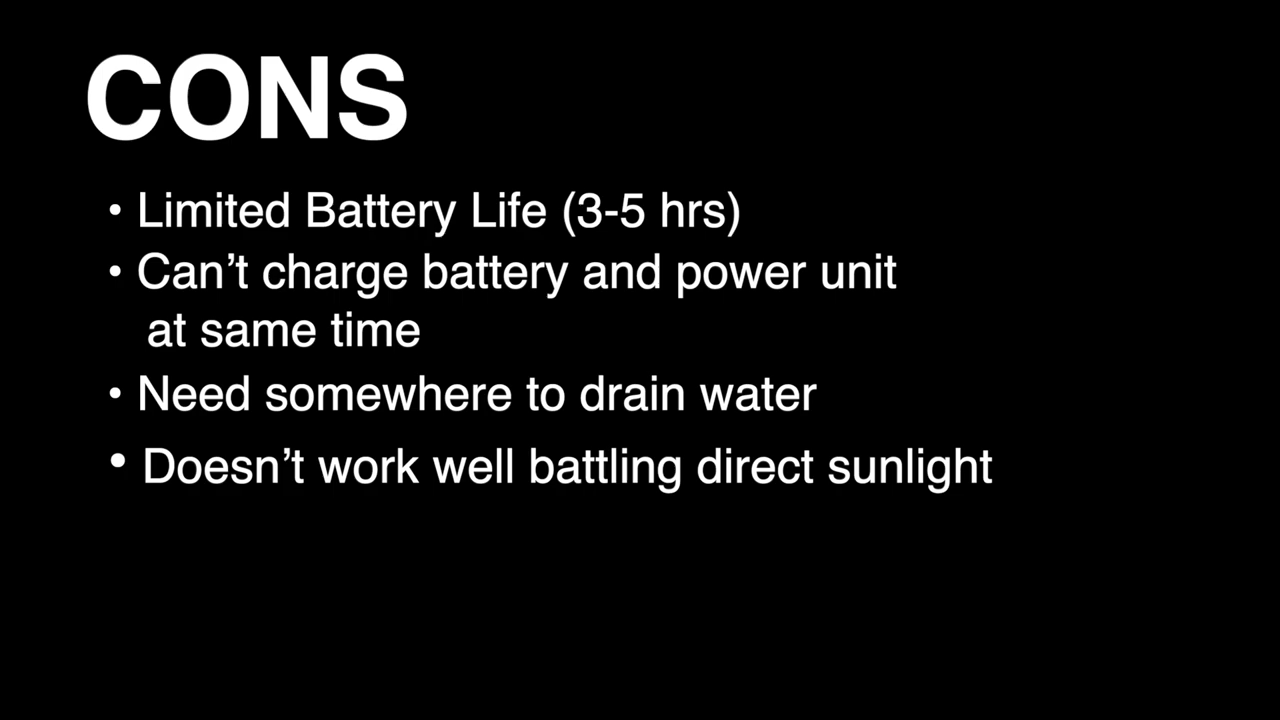 CONS
• Limited Battery Life (3-5 hrs)
• Can’t charge battery and power unit
at same time
• Need somewhere to drain water
• Doesn’t work well battling direct sunlight